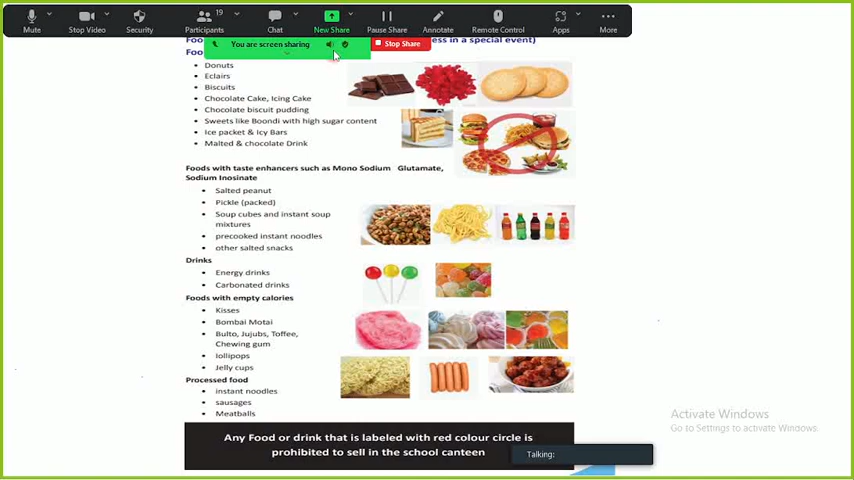 19
Mute
Stop Video
Security
Participants
Chat
New Share
Pause Share
Annotate
Remote Control
Apps
More
ess in a special event)
You are screen sharing
Stop Share
Donuts
Eclairs
Biscuits
Chocolate Cake, Icing Cake
Chocolate biscuit pudding
Sweets like Boondi with high sugar content
Ice packet & Icy Bars
Malted & chocolate Drink
Foods with taste enhancers such as Mono Sodium Glutamate,
Sodium Inosinate
Salted peanut
Pickle (packed)
Soup cubes and instant soup
mixtures
precooked instant noodles
other salted snacks
Drinks
Energy drinks
Carbonated drinks
Foods with empty calories
Kisses
Bombai Motai
Bulto, Jujubs, Toffee,
Chewing gum
lollipops
Jelly cups
Processed food
instant noodles
sausages
Meatballs
Any Food or drink that is labeled with red colour circle is
prohibited to sell in the school canteen
Talking:
Activate Windows
Go to Settings to activate Windows.